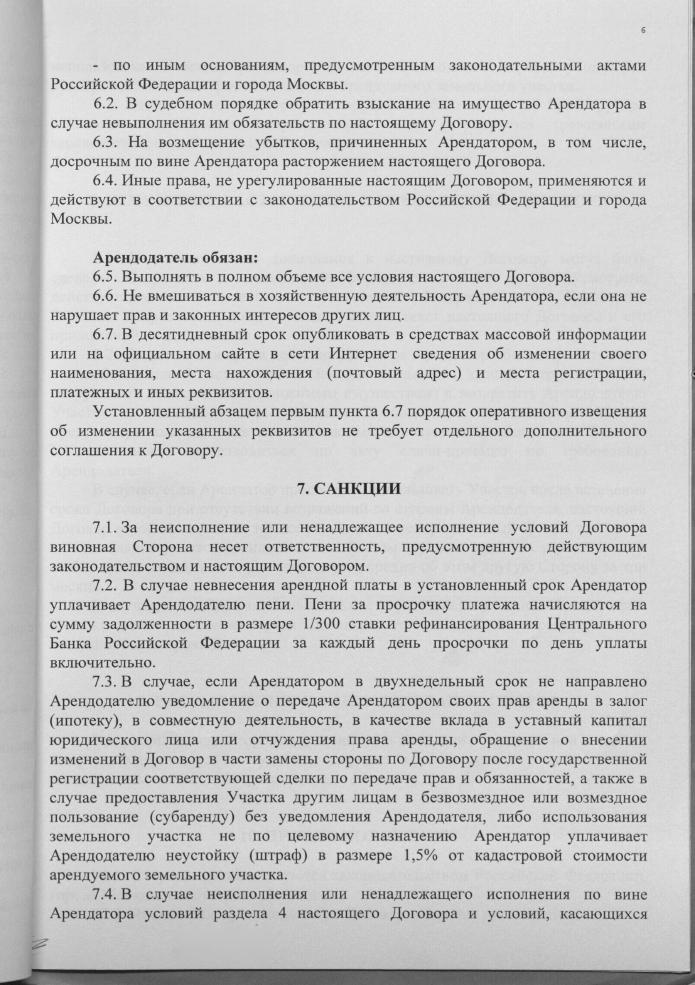 6
- по иным основаниям, предусмотренным законодательными актами
Российской Федерации и города Москвы.
6.2. В судебном порядке обратить взыскание на имущество Арендатора в
случае невыполнения им обязательств по настоящему Договору.
6.3. На возмещение убытков, причиненных Арендатором, в том числе,
досрочным по вине Арендатора расторжением настоящего Договора.
6.4. Иные права, не урегулированные настоящим Договором, применяются и
действуют в соответствии с законодательством Российской Федерации и города
Москвы.
Арендодатель обязан:
6.5. Выполнять в полном объеме все условия настоящего Договора.
6.6. Не вмешиваться в хозяйственную деятельность Арендатора, если она не
нарушает прав и законных интересов других лиц.
6.7. В десятидневный срок опубликовать в средствах массовой информации
или на официальном сайте в сети Интернет сведения об изменении своего
наименования, места нахождения (почтовый адрес) и места регистрации,
платежных и иных реквизитов.
Установленный абзацем первым пункта 6.7 порядок оперативного извещения
об изменении указанных реквизитов не требует отдельного дополнительного
соглашения к Договору.
7. САНКЦИИ
7.1. За неисполнение или ненадлежащее исполнение условий Договора
виновная Сторона несет ответственность, предусмотренную действующим
законодательством и настоящим Договором.
7.2. В случае невнесения арендной платы в установленный срок Арендатор
уплачивает Арендодателю пени. Пени за просрочку платежа начисляются на
сумму задолженности в размере 1/300 ставки рефинансирования Центрального
Банка Российской Федерации за каждый день просрочки по день уплаты
включительно.
7.3. В случае, если Арендатором в двухнедельный срок не направлено
Арендодателю уведомление о передаче Арендатором своих прав аренды в залог
(ипотеку), в совместную деятельность, в качестве вклада в уставный капитал
юридического лица или отчуждения права аренды, обращение о внесении
изменений в Договор в части замены стороны по Договору после государственной
регистрации соответствующей сделки по передаче прав и обязанностей, а также в
случае предоставления Участка другим лицам в безвозмездное или возмездное
пользование (субаренду) без уведомления Арендодателя, либо использования
земельного участка не по целевому назначению Арендатор уплачивает
Арендодателю неустойку (штраф) в размере 1,5% от кадастровой стоимости
арендуемого земельного участка.
7.4. В случае неисполнения или ненадлежащего исполнения по вине
Арендатора условий раздела 4 настоящего Договора и условий, касающихся